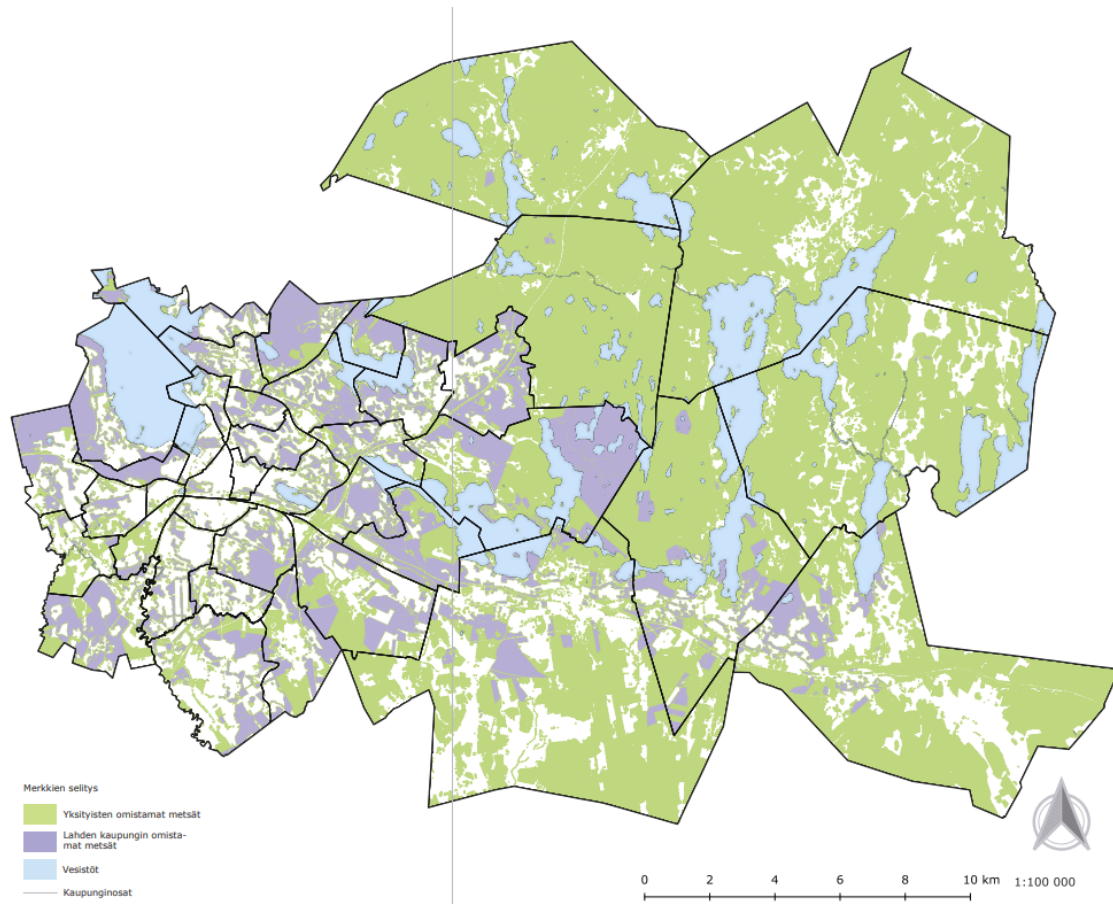 Merkkien selitys
Yksityisten omistamat metsät
Lahden kaupungin omista-
mat metsät
Vesistöt
Kaupunginosat
0 2 4 6 8 10 km 1:100 000